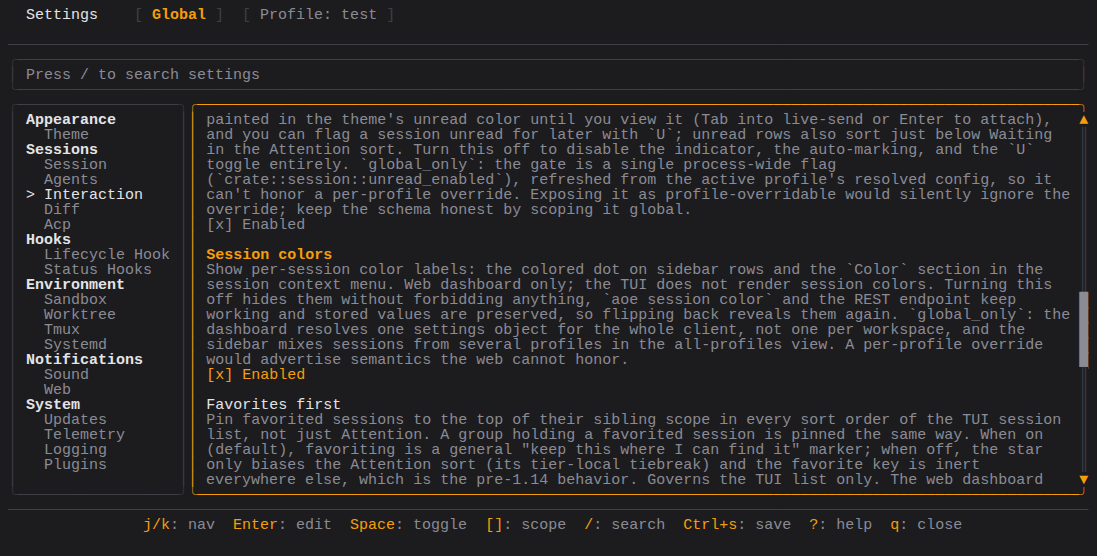 Settings [ Global ] [ Profile: test ]
Press / to search settings
Appearance
Theme
Sessions
Session
Agents
> Interaction
Diff
Acp
Hooks
Lifecycle Hook
Status Hooks
Environment
Sandbox
Worktree
Tmux
Systemd
Notifications
Sound
Web
System
Updates
Telemetry
Logging
Plugins
painted in the theme's unread color until you view it (Tab into live-send or Enter to attach),
and you can flag a session unread for later with `U`; unread rows also sort just below Waiting
in the Attention sort. Turn this off to disable the indicator, the auto-marking, and the `U`
toggle entirely. `global_only`: the gate is a single process-wide flag
(`crate::session::unread_enabled`), refreshed from the active profile's resolved config, so it
can't honor a per-profile override. Exposing it as profile-overridable would silently ignore the
override; keep the schema honest by scoping it global.
[x] Enabled
Session colors
Show per-session color labels: the colored dot on sidebar rows and the `Color` section in the
session context menu. Web dashboard only; the TUI does not render session colors. Turning this
off hides them without forbidding anything, `aoe session color` and the REST endpoint keep
working and stored values are preserved, so flipping back reveals them again. `global_only`: the
dashboard resolves one settings object for the whole client, not one per workspace, and the
sidebar mixes sessions from several profiles in the all-profiles view. A per-profile override
would advertise semantics the web cannot honor.
[x] Enabled
Favorites first
Pin favorited sessions to the top of their sibling scope in every sort order of the TUI session
list, not just Attention. A group holding a favorited session is pinned the same way. When on
(default), favoriting is a general "keep this where I can find it" marker; when off, the star
only biases the Attention sort (its tier-local tiebreak) and the favorite key is inert
everywhere else, which is the pre-1.14 behavior. Governs the TUI list only. The web dashboard
j/k: nav Enter: edit Space: toggle []: scope /: search Ctrl+s: save ?: help q: close